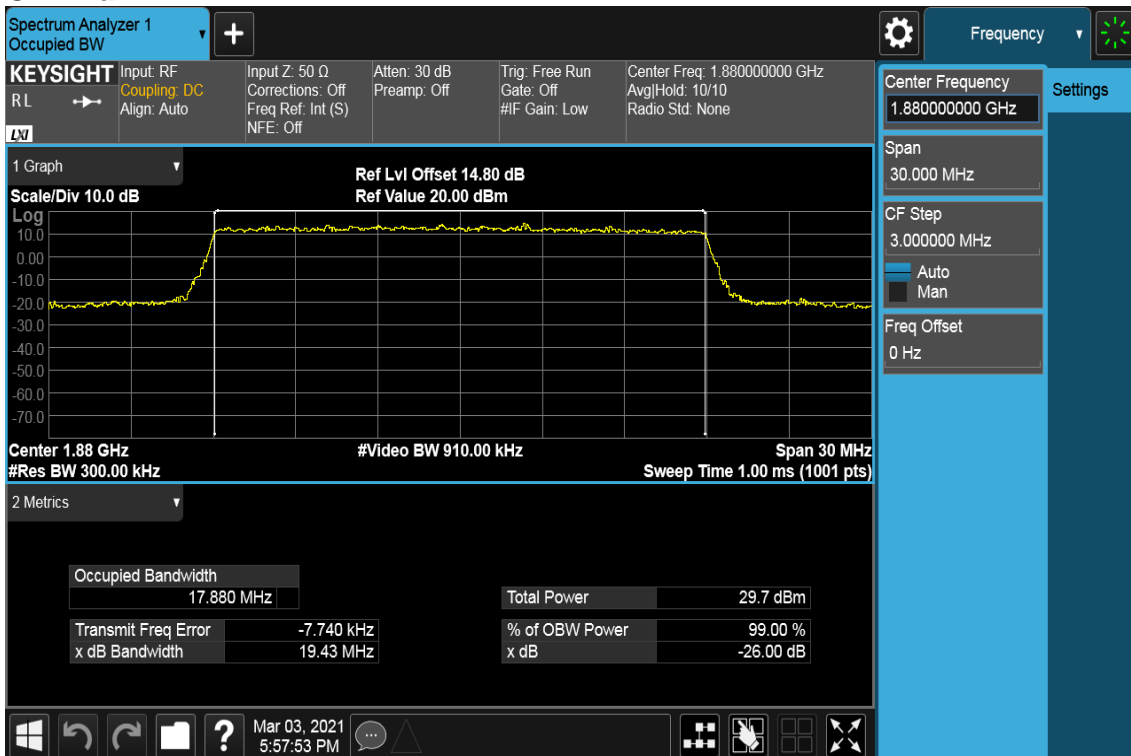 Spectrum Analyzer 1
Occupied BW
+
Frequency
KEYSIGHT
RL
LXI
Input: RF
Coupling: DC
Align: Auto
Input Z: 50 Ω
Corrections: Off
Freq Ref: Int (S)
NFE: Off
Atten: 30 dB
Preamp: Off
Trig: Free Run
Gate: Off
#IF Gain: Low
Center Freq: 1.880000000 GHz
Avg|Hold: 10/10
Radio Std: None
Center Frequency
1.880000000 GHz
Settings
Span
30.000 MHz
CF Step
3.000000 MHz
Auto
Man
Freq Offset
0 Hz
1 Graph
Scale/Div 10.0 dB
Ref Lvl Offset 14.80 dB
Ref Value 20.00 dBm
Log
10.0
0.00
-10.0
-20.0
-30.0
-40.0
-50.0
-60.0
-70.0
Center 1.88 GHz
#Video BW 910.00 kHz
Span 30 MHz
#Res BW 300.00 kHz
Sweep Time 1.00 ms (1001 pts)
2 Metrics
Occupied Bandwidth
17.880 MHz
Total Power 29.7 dBm
Transmit Freq Error -7.740 kHz
% of OBW Power 99.00 %
x dB Bandwidth 19.43 MHz
x dB -26.00 dB
?
Mar 03, 2021
5:57:53 PM